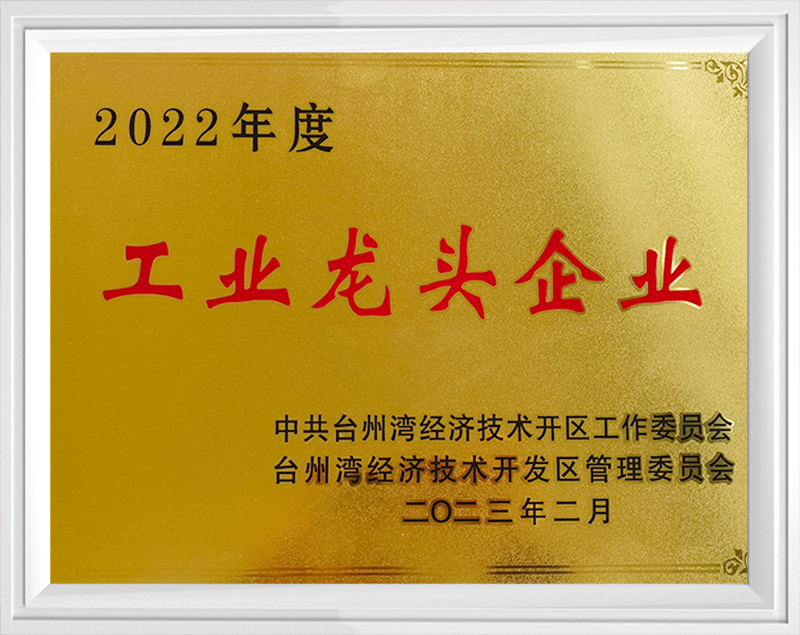 2022年度
工业龙头企业
中共台州湾经济技术开区工作委员会
台州湾经济技术开发区管理委员会
二〇二三年二月